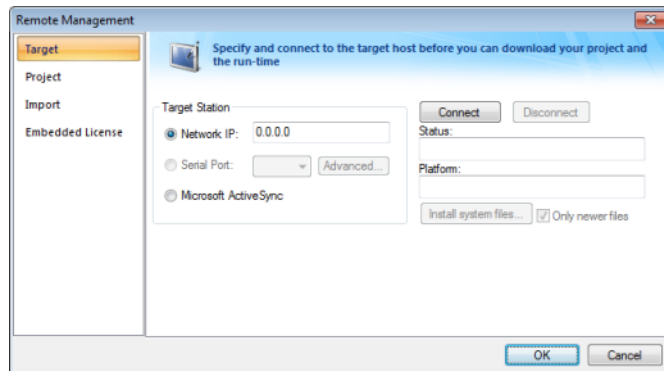 Remote Management
Target
Project
Import
Embedded License
Specify and connect to the target host before you can download your project and
the run-time
Target Station
Network IP: 0.0.0.0
Serial Port: Advanced...
Microsoft ActiveSync
Connect Disconnect
Status:
Platform:
Install system files... Only newer files
OK Cancel